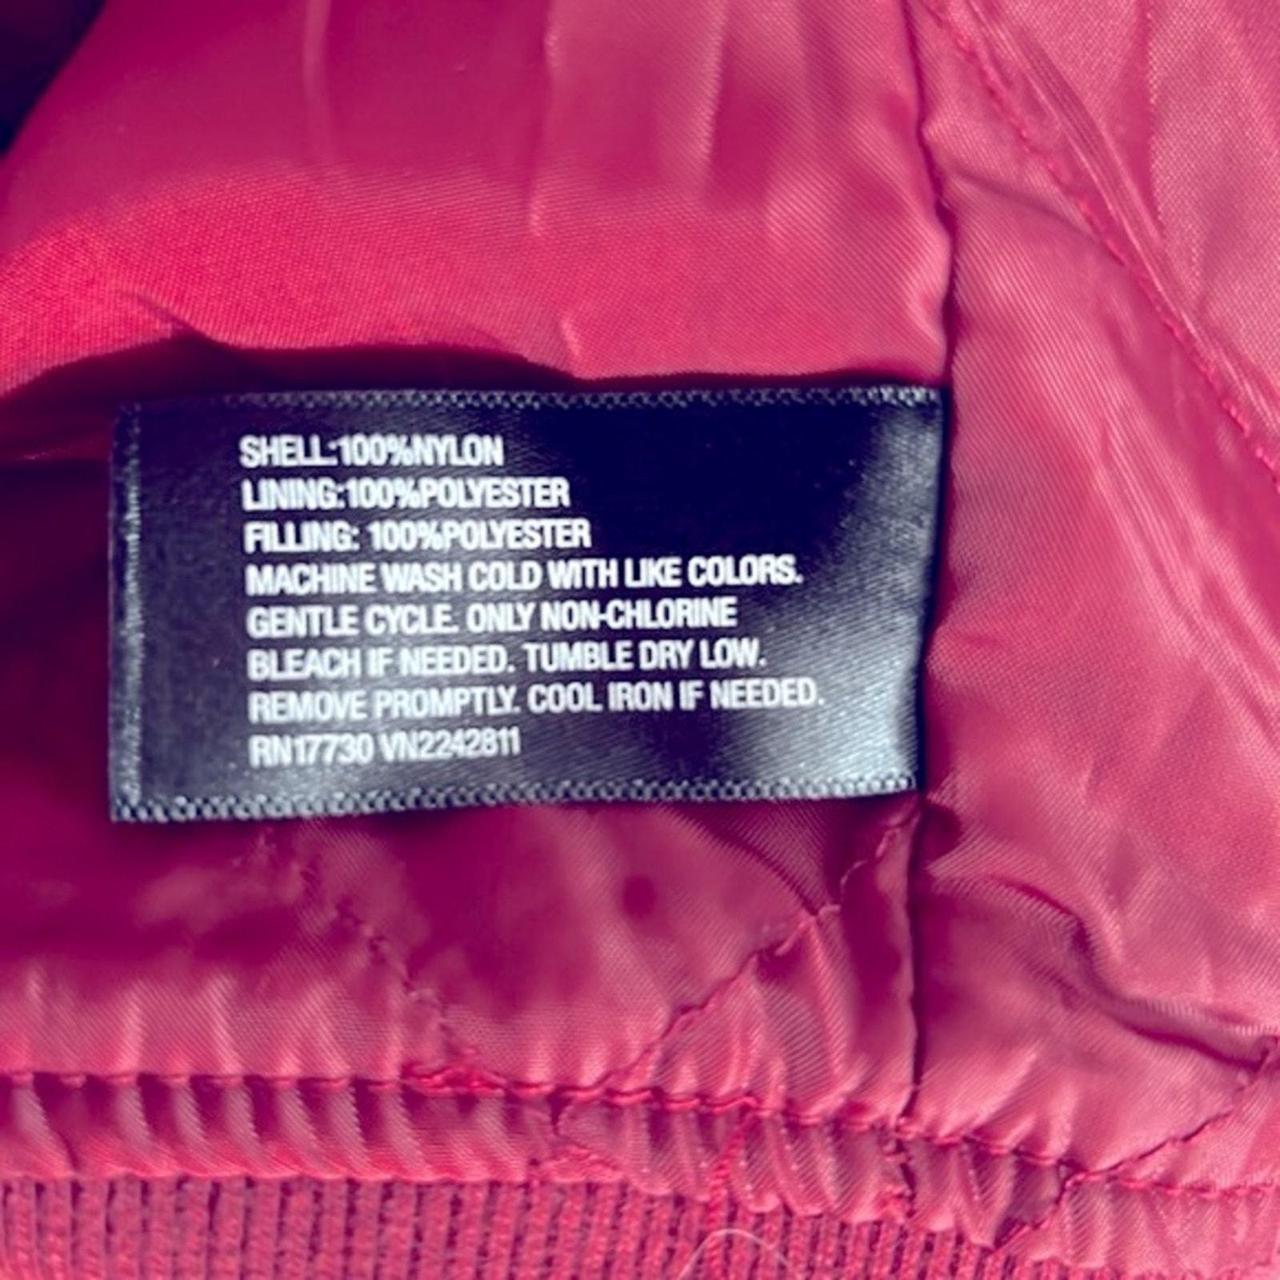 SHELL:100%NYLON
LINING:100%POLYESTER
FILLING: 100%POLYESTER
MACHINE WASH COLD WITH LIKE COLORS.
GENTLE CYCLE. ONLY NON-CHLORINE
BLEACH IF NEEDED. TUMBLE DRY LOW.
REMOVE PROMPTLY. COOL IRON IF NEEDED.
RN17730 VN2242811